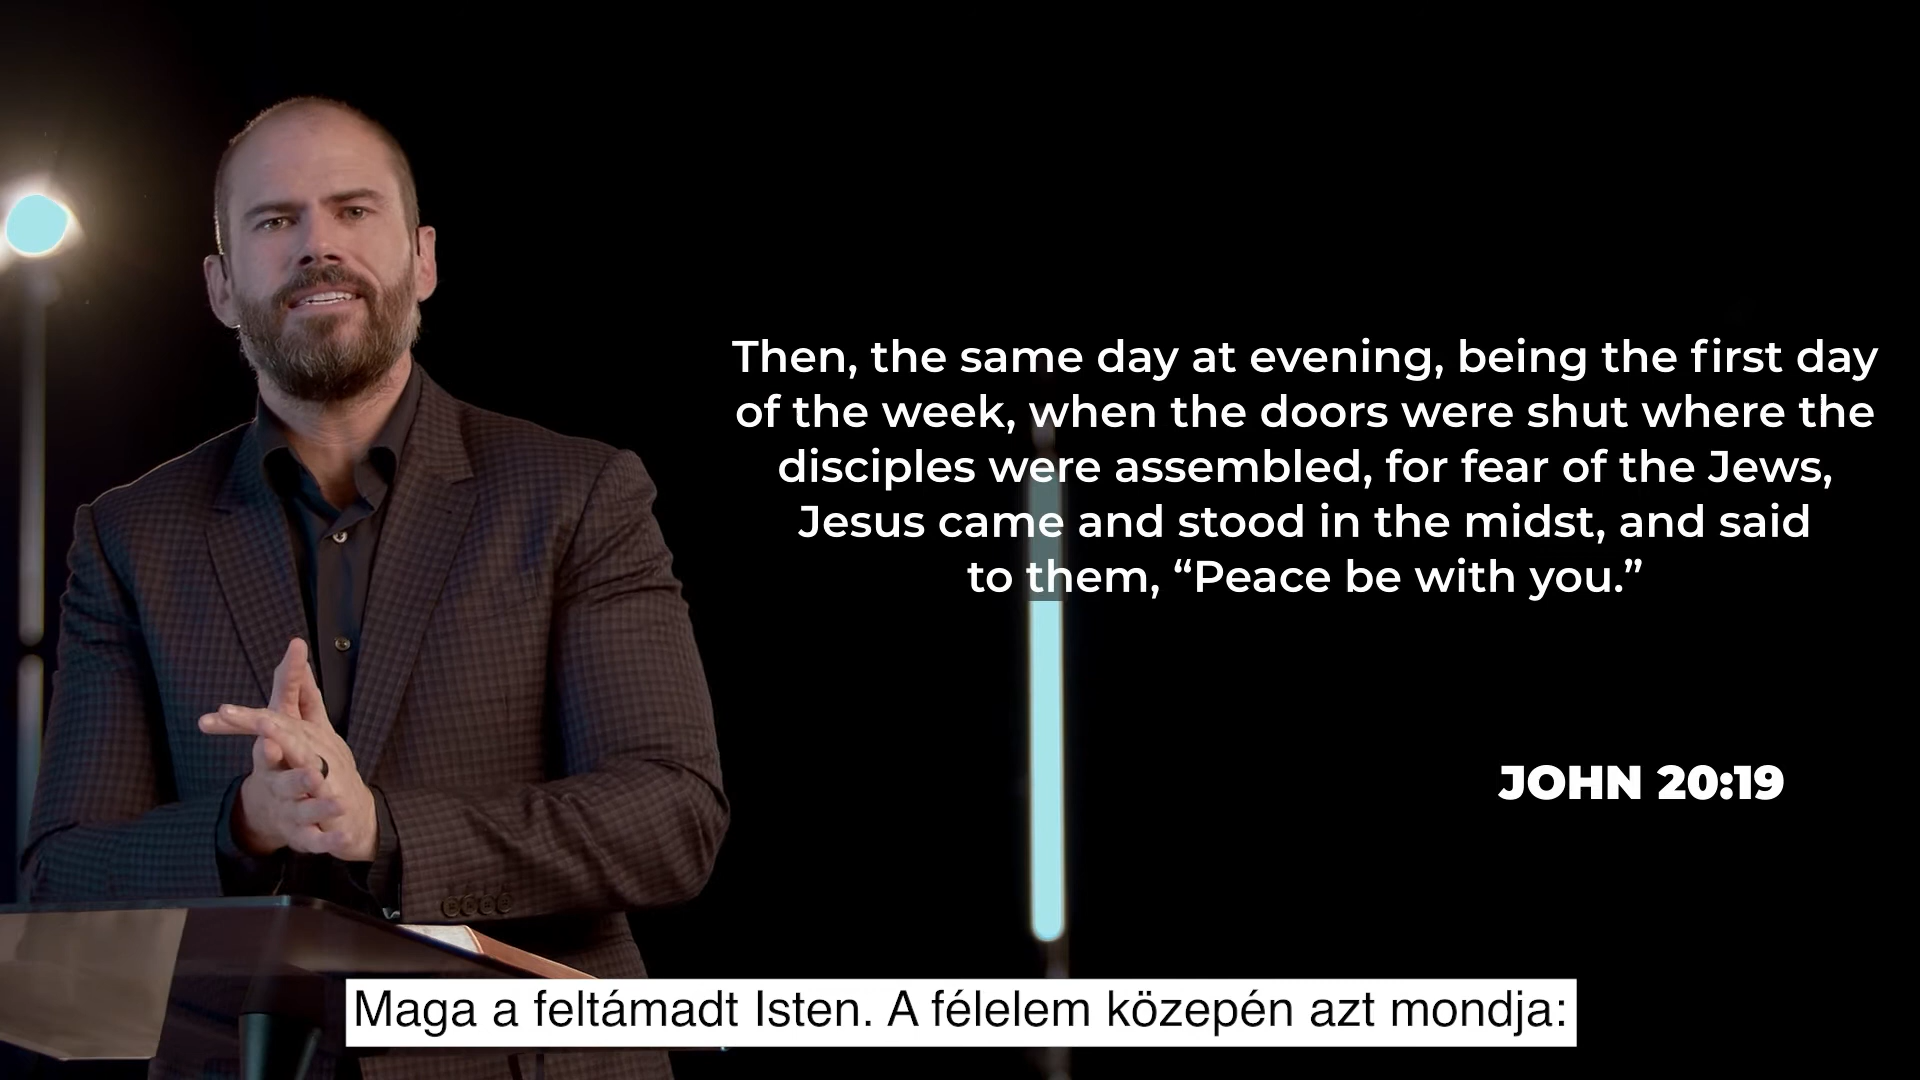 Then, the same day at evening, being the first day
of the week, when the doors were shut where the
disciples were assembled, for fear of the Jews,
Jesus came and stood in the midst, and said
to them, “Peace be with you.”
JOHN 20:19
Maga a feltámadt Isten. A félelem közepén azt mondja: